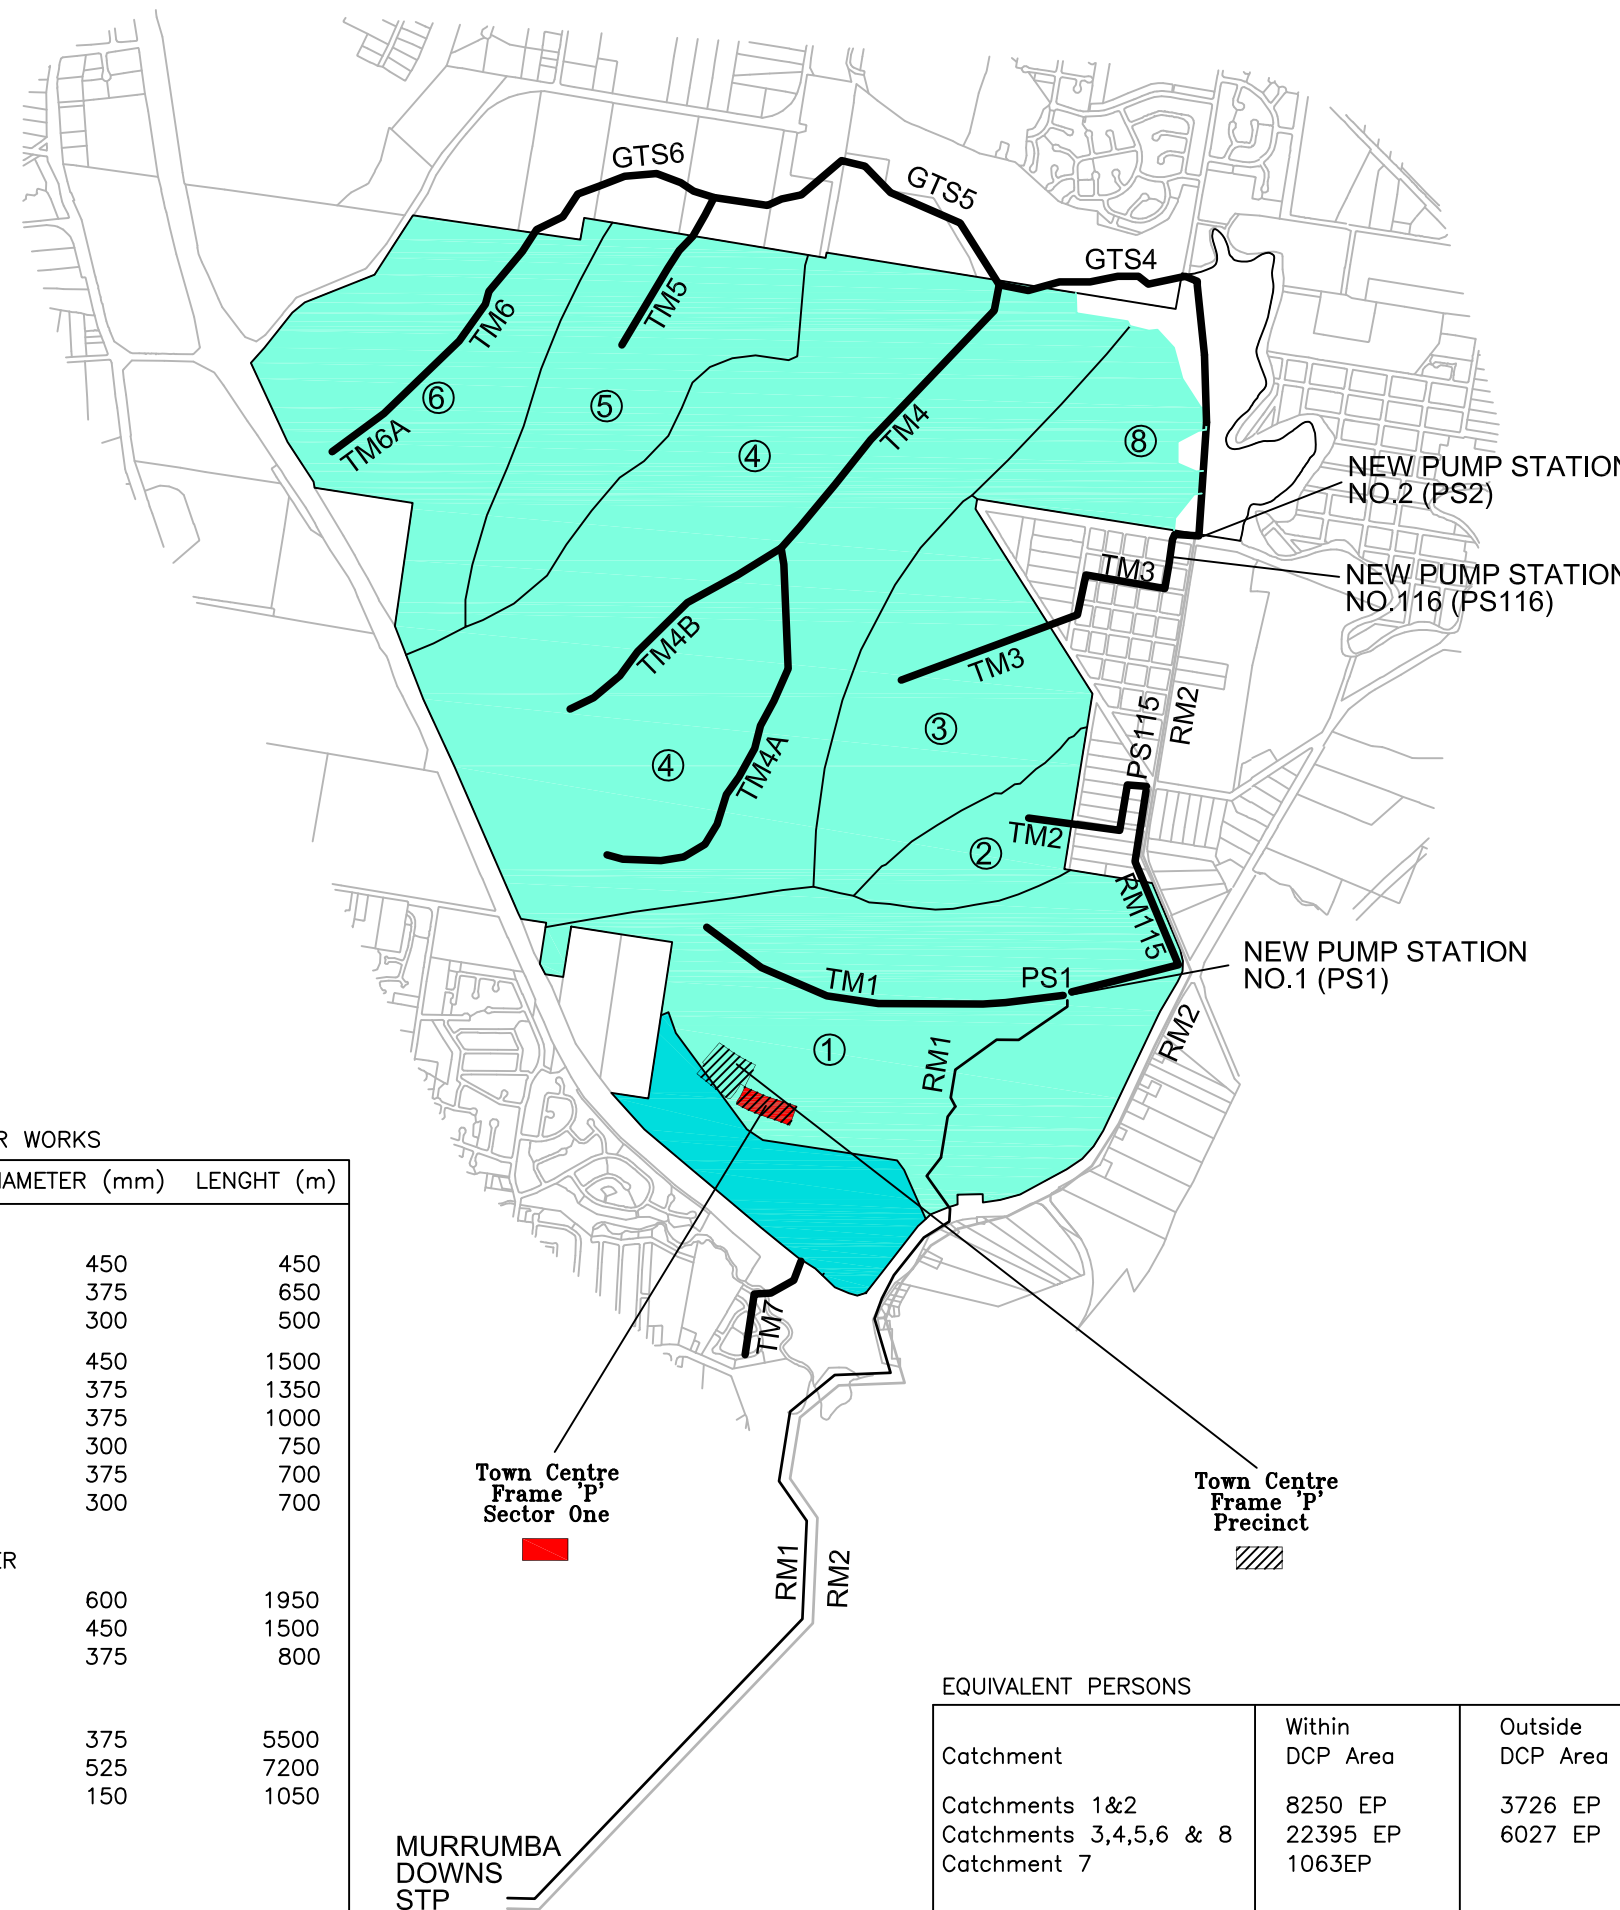 GTS6
GTS5
GTS4
TM6
TM5
TM6A
TM4
⑥
⑤
④
⑧
NEW PUMP STATION
NO.2 (PS2)
TM3
NEW PUMP STATION
NO.116 (PS116)
TM4B
TM3
RM2
PS115
③
④
TM4A
TM2
②
RM115
TM1
PS1
NEW PUMP STATION
NO.1 (PS1)
RM2
①
RM1
TM7
R WORKS
IAMETER (mm) LENGHT (m)
450 450
375 650
300 500
450 1500
375 1350
375 1000
300 750
375 700
300 700
ER
600 1950
450 1500
375 800
375 5500
525 7200
150 1050
Town Centre
Frame 'P'
Sector One
Town Centre
Frame 'P'
Precinct
RM1
RM2
MURRUMBA
DOWNS
STP
EQUIVALENT PERSONS
Catchment Within DCP Area Outside DCP Area
Catchments 1&2 8250 EP 3726 EP
Catchments 3,4,5,6 & 8 22395 EP 6027 EP
Catchment 7 1063EP